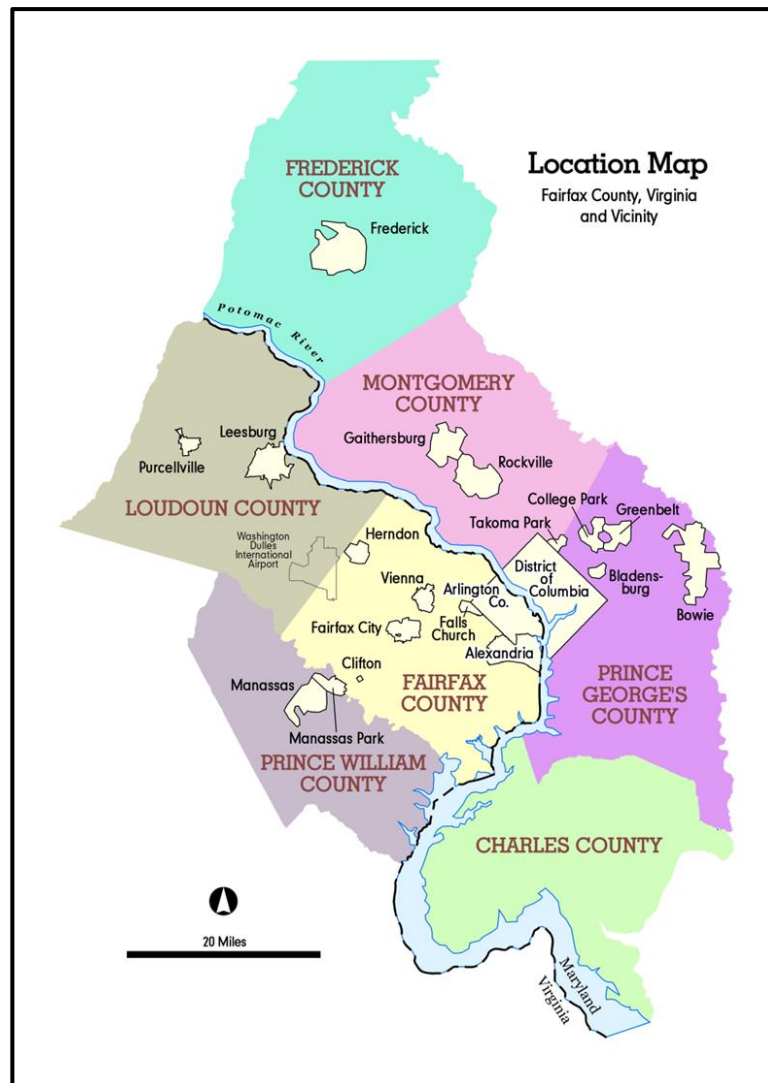 Location Map
Fairfax County, Virginia
and Vicinity
FREDERICK
COUNTY
Frederick
Potomac River
MONTGOMERY
COUNTY
Gaithersburg
Rockville
Leesburg
Purcellville
LOUDOUN COUNTY
Washington
Dulles
International
Airport
Herndon
Vienna
Fairfax City
Clifton
Arlington
Co.
Falls
Church
Alexandria
FAIRFAX
COUNTY
District
of
Columbia
Takoma Park
College Park
Greenbelt
Bladens-
burg
Bowie
PRINCE
GEORGE'S
COUNTY
Manassas
Manassas Park
PRINCE WILLIAM
COUNTY
CHARLES COUNTY
20 Miles
Maryland
Virginia